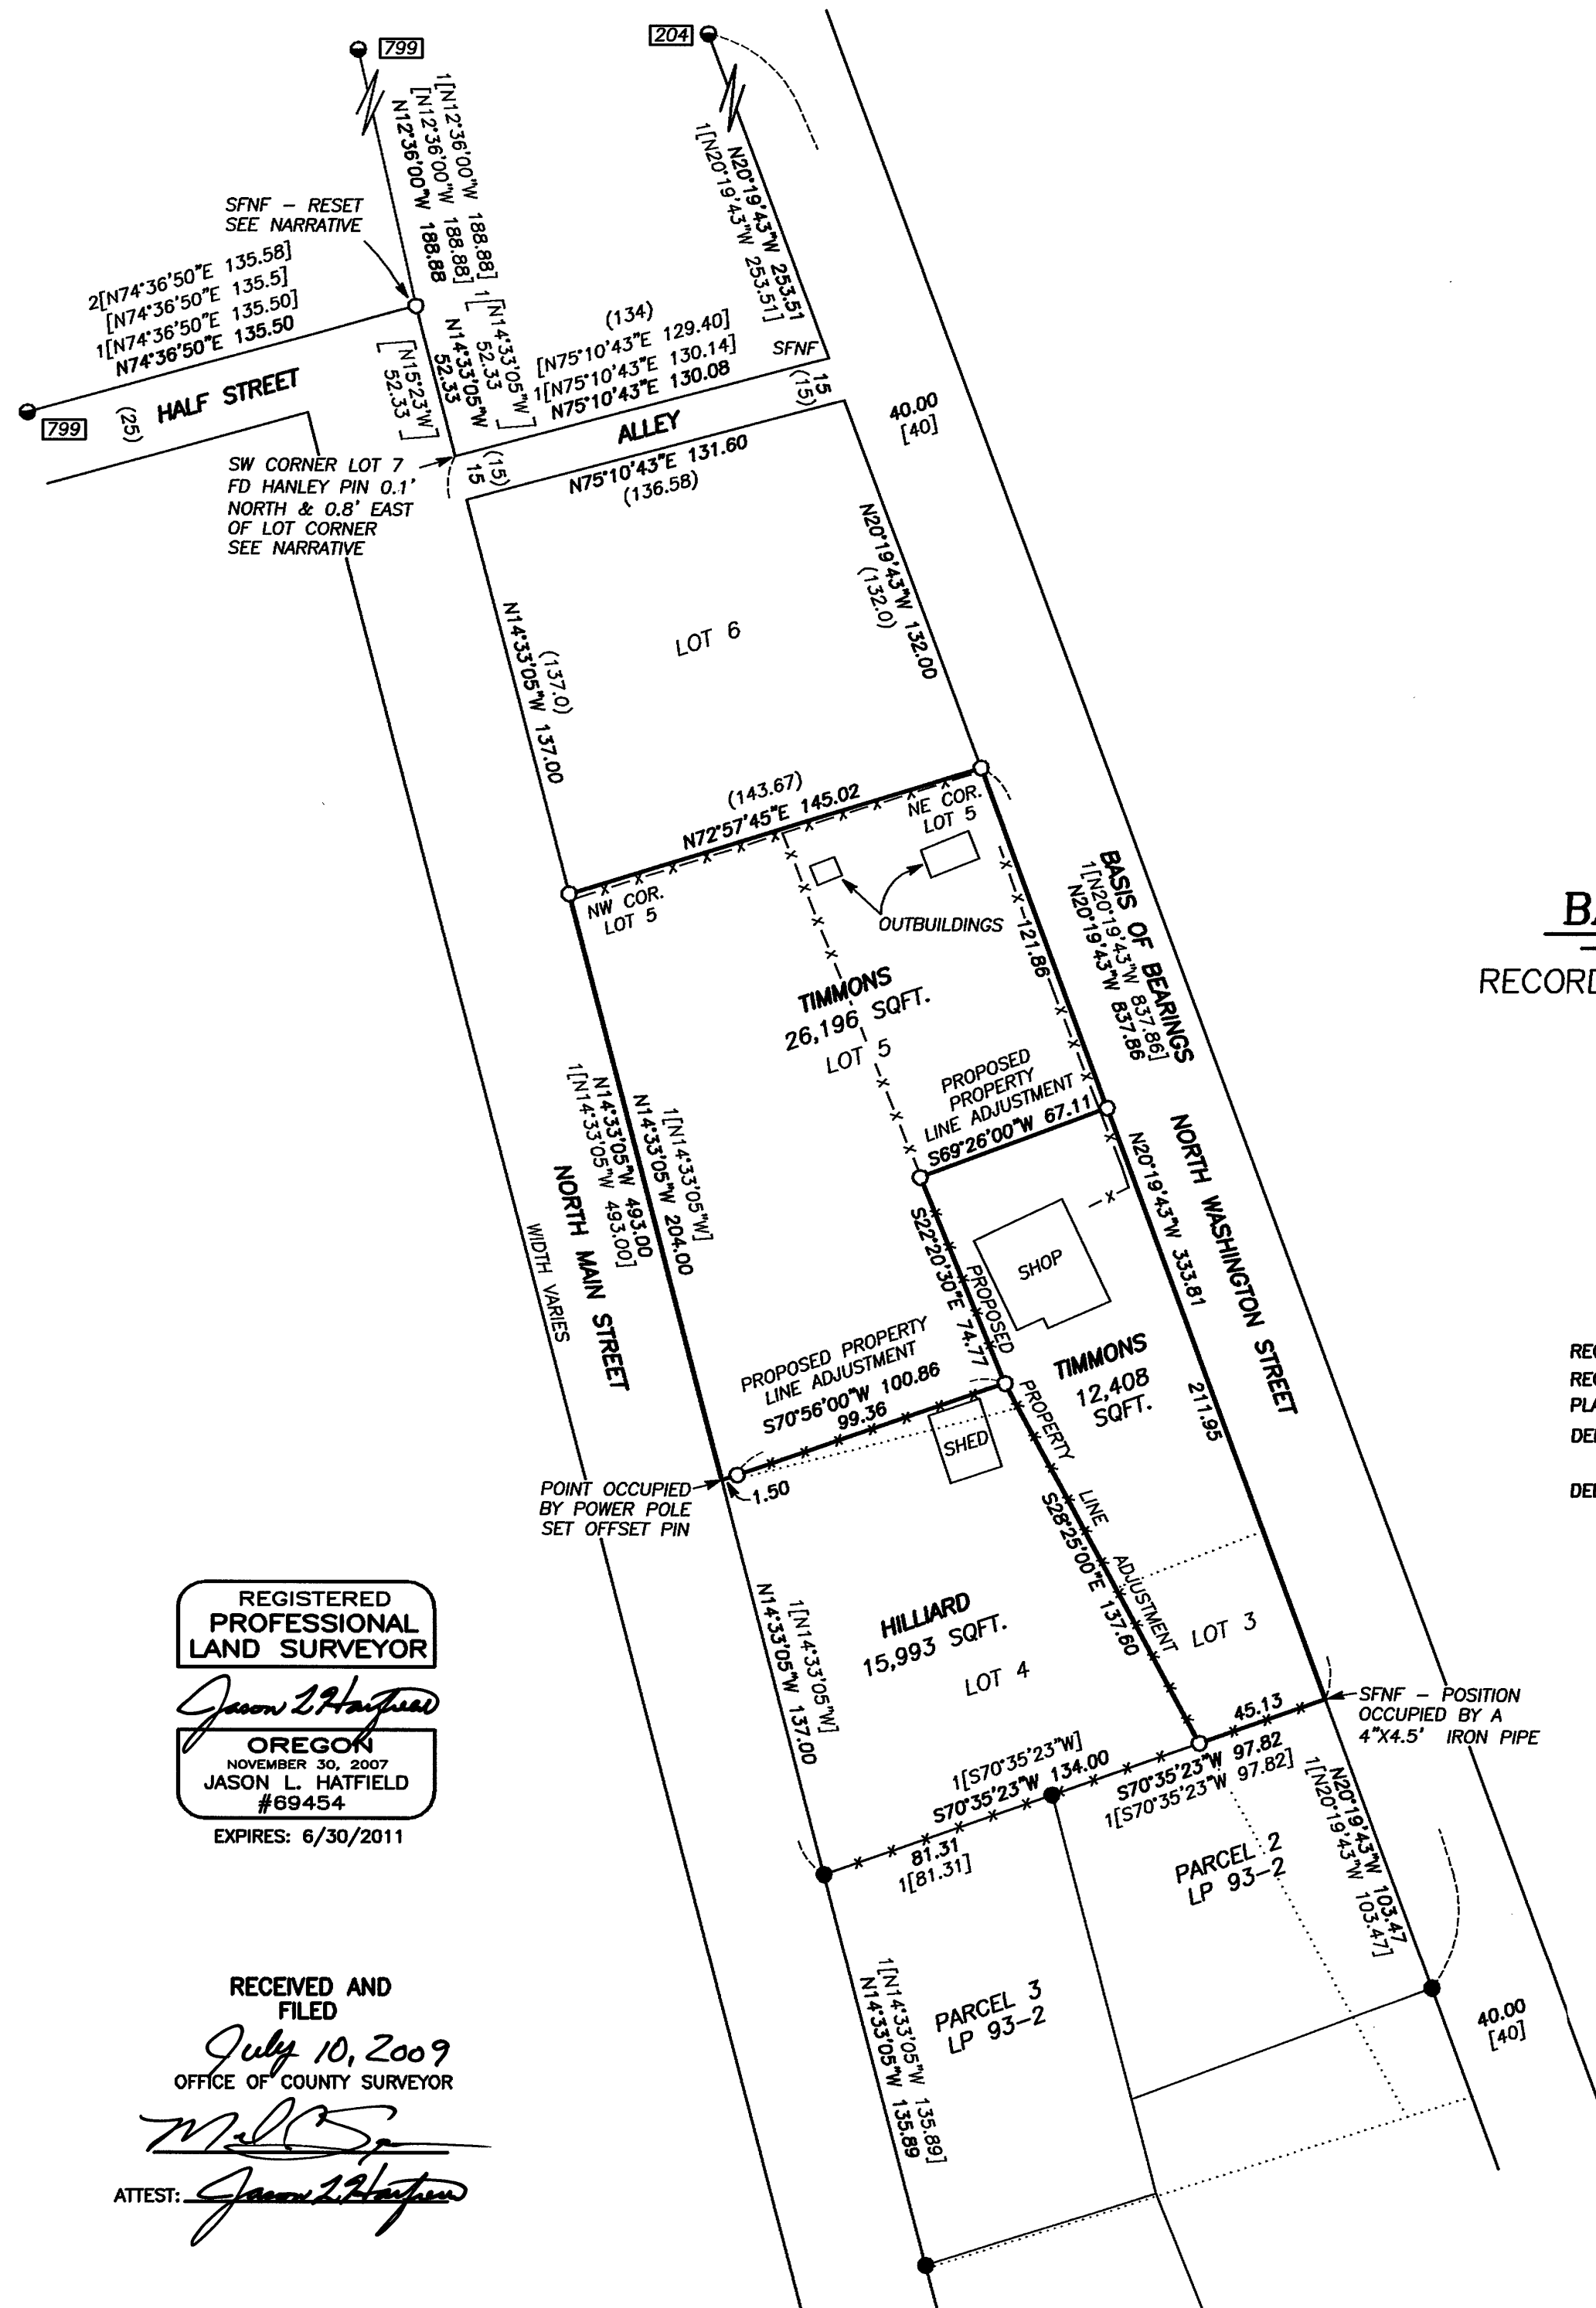 799
204
1[N12°36'00"W 188.88]
[N12°36'00"W 188.88]
N12°36'00"W 188.88
N20°19'43"W 253.51
1[N20°19'43"W 253.51]
SFNF – RESET
SEE NARRATIVE
2[N74°36'50"E 135.58]
[N74°36'50"E 135.5]
1[N74°36'50"E 135.50]
N74°36'50"E 135.50
HALF STREET
(25)
799
[N15°23'W]
52.33
N14°33'05"W
52.33
1[N14°33'05"W]
52.33
(134)
[N75°10'43"E 129.40]
1[N75°10'43"E 130.14]
N75°10'43"E 130.08
SFNF
ALLEY
15
(15)
15
(15)
40.00
[40]
N75°10'43"E 131.60
(136.58)
SW CORNER LOT 7
FD HANLEY PIN 0.1'
NORTH & 0.8' EAST
OF LOT CORNER
SEE NARRATIVE
N20°19'43"W 132.00
(132.0)
LOT 6
(137.0)
N14°33'05"W 137.00
(143.67)
N72°57'45"E 145.02
NE COR.
LOT 5
NW COR.
LOT 5
OUTBUILDINGS
121.86
BASIS OF BEARINGS
1[N20°19'43"W 837.86]
N20°19'43"W 837.86
BA
RECORD
TIMMONS
26,196 SQFT.
LOT 5
PROPOSED
PROPERTY
LINE ADJUSTMENT
S69°26'00"W 67.11
1[N14°33'05"W]
N14°33'05"W 204.00
N14°33'05"W 493.00
1[N14°33'05"W 493.00]
NORTH MAIN STREET
WIDTH VARIES
NORTH WASHINGTON STREET
N20°19'43"W 333.81
211.95
S22°20'30"E 74.77
SHOP
PROPOSED PROPERTY LINE ADJUSTMENT
TIMMONS
12,408
SQFT.
PROPOSED PROPERTY
LINE ADJUSTMENT
S70°56'00"W 100.86
99.36
SHED
1.50
POINT OCCUPIED
BY POWER POLE
SET OFFSET PIN
S28°25'00"E 137.60
REC
REC
PLA
DEE
DEE
HILLIARD
15,993 SQFT.
LOT 4
LOT 3
1[N14°33'05"W]
N14°33'05"W 137.00
45.13
SFNF – POSITION
OCCUPIED BY A
4"X4.5' IRON PIPE
1[S70°35'23"W]
S70°35'23"W 134.00
S70°35'23"W 97.82
1[S70°35'23"W 97.82]
81.31
1[81.31]
N20°19'43"W 103.47
1[N20°19'43"W 103.47]
PARCEL 2
LP 93-2
PARCEL 3
LP 93-2
1[N14°33'05"W 135.89]
N14°33'05"W 135.89
40.00
[40]
REGISTERED
PROFESSIONAL
LAND SURVEYOR
Jason L Hatfield
OREGON
NOVEMBER 30, 2007
JASON L. HATFIELD
#69454
EXPIRES: 6/30/2011
RECEIVED AND
FILED
July 10, 2009
OFFICE OF COUNTY SURVEYOR
ATTEST: Jason L Hatfield